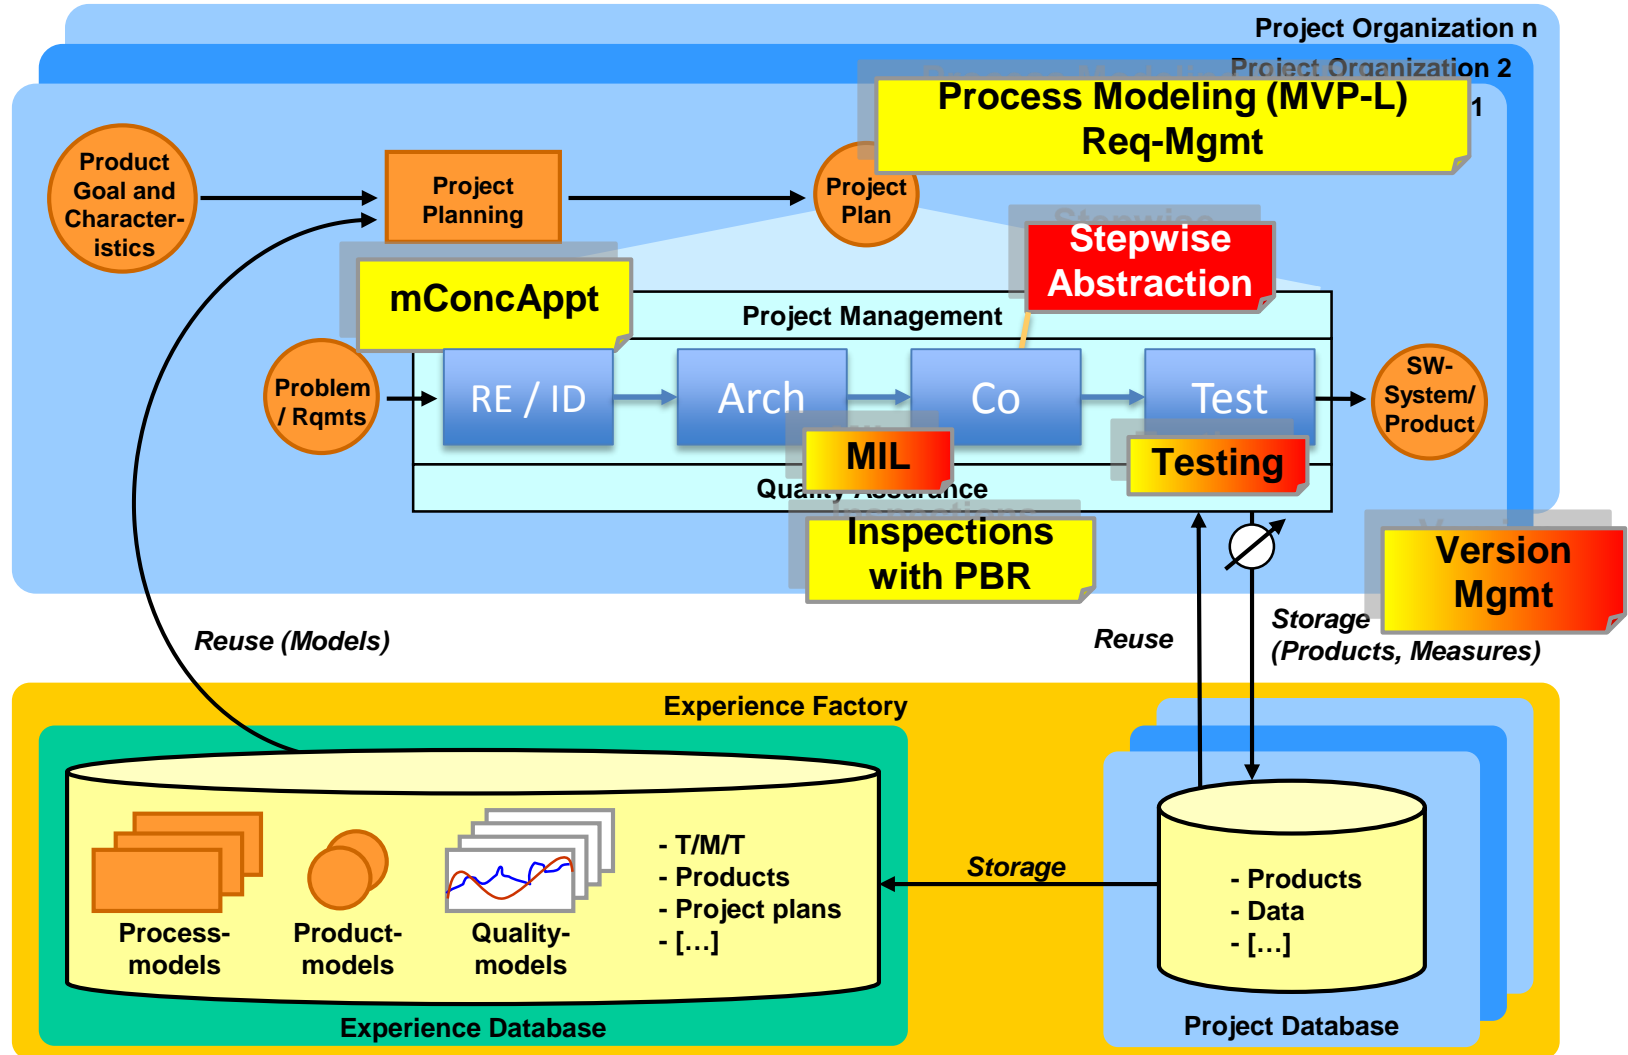 Project Organization n
Project Organization 2
1
Process Modeling (MVP-L)
Req-Mgmt
Product
Goal and
Character-
istics
Project
Planning
Project
Plan
Stepwise
Abstraction
mConcAppt
Project Management
Problem
/ Rqmts
RE / ID
Arch
Co
Test
SW-
System/
Product
MIL
Testing
Quality Assurance
Inspections
with PBR
Version
Mgmt
Reuse (Models)
Reuse
Storage
(Products, Measures)
Experience Factory
- T/M/T
- Products
- Project plans
- […]
Process-
models
Product-
models
Quality-
models
Storage
- Products
- Data
- […]
Experience Database
Project Database